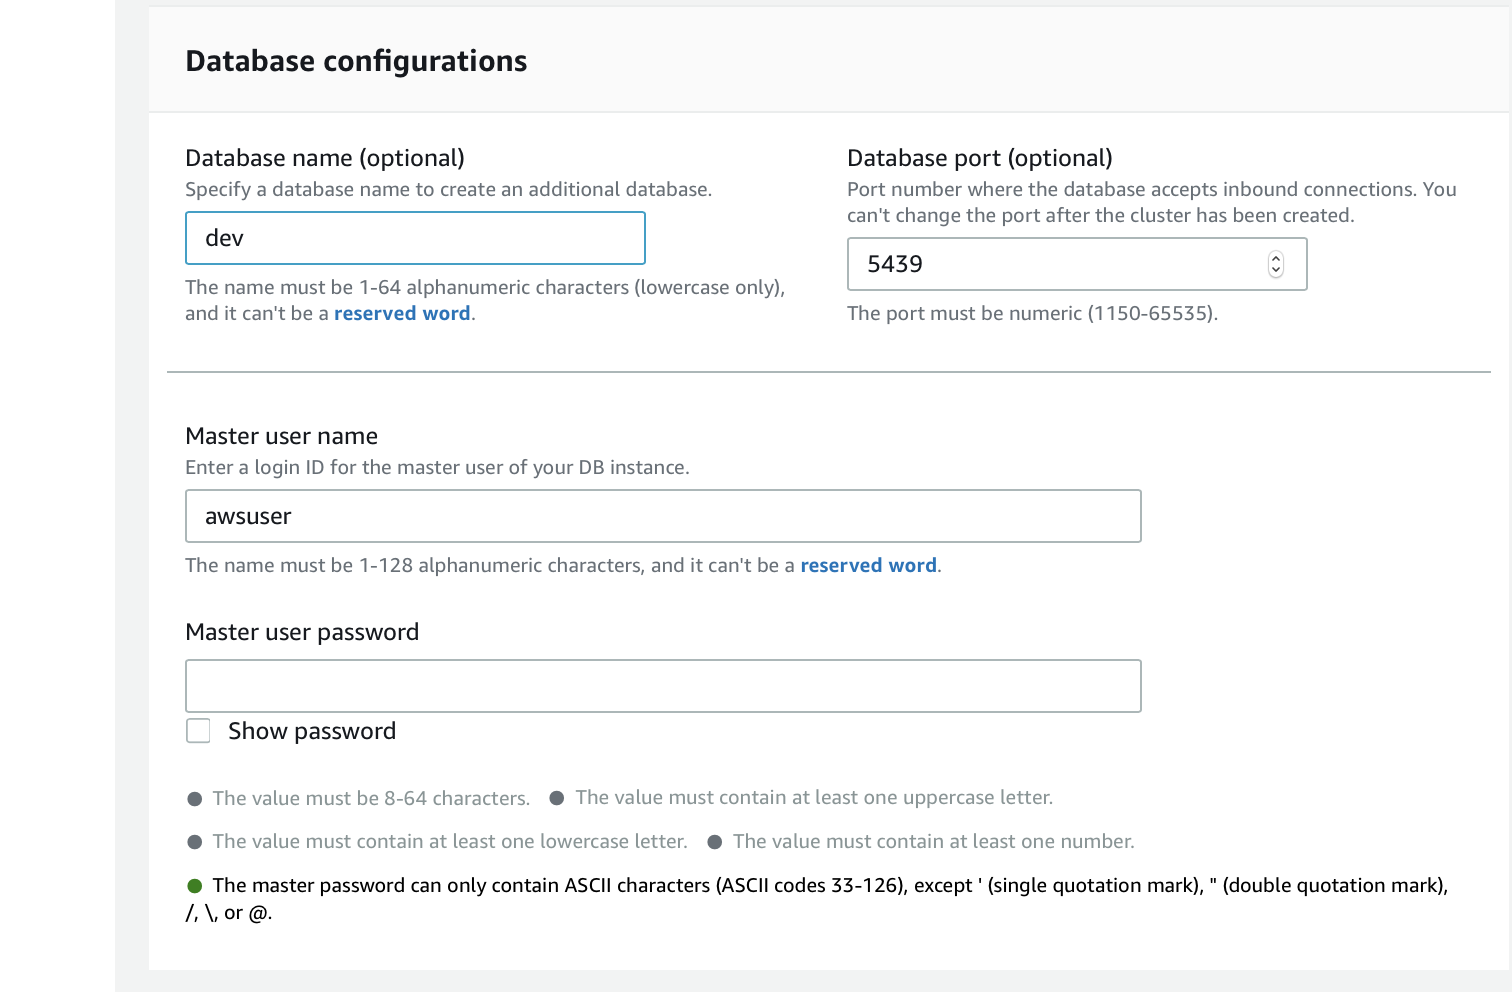 Database configurations
Database name (optional)
Specify a database name to create an additional database.
dev
The name must be 1-64 alphanumeric characters (lowercase only),
and it can't be a reserved word.
Database port (optional)
Port number where the database accepts inbound connections. You
can't change the port after the cluster has been created.
5439
The port must be numeric (1150-65535).
Master user name
Enter a login ID for the master user of your DB instance.
awsuser
The name must be 1-128 alphanumeric characters, and it can't be a reserved word.
Master user password
Show password
The value must be 8-64 characters. The value must contain at least one uppercase letter.
The value must contain at least one lowercase letter. The value must contain at least one number.
The master password can only contain ASCII characters (ASCII codes 33-126), except ' (single quotation mark), " (double quotation mark),
/, \, or @.